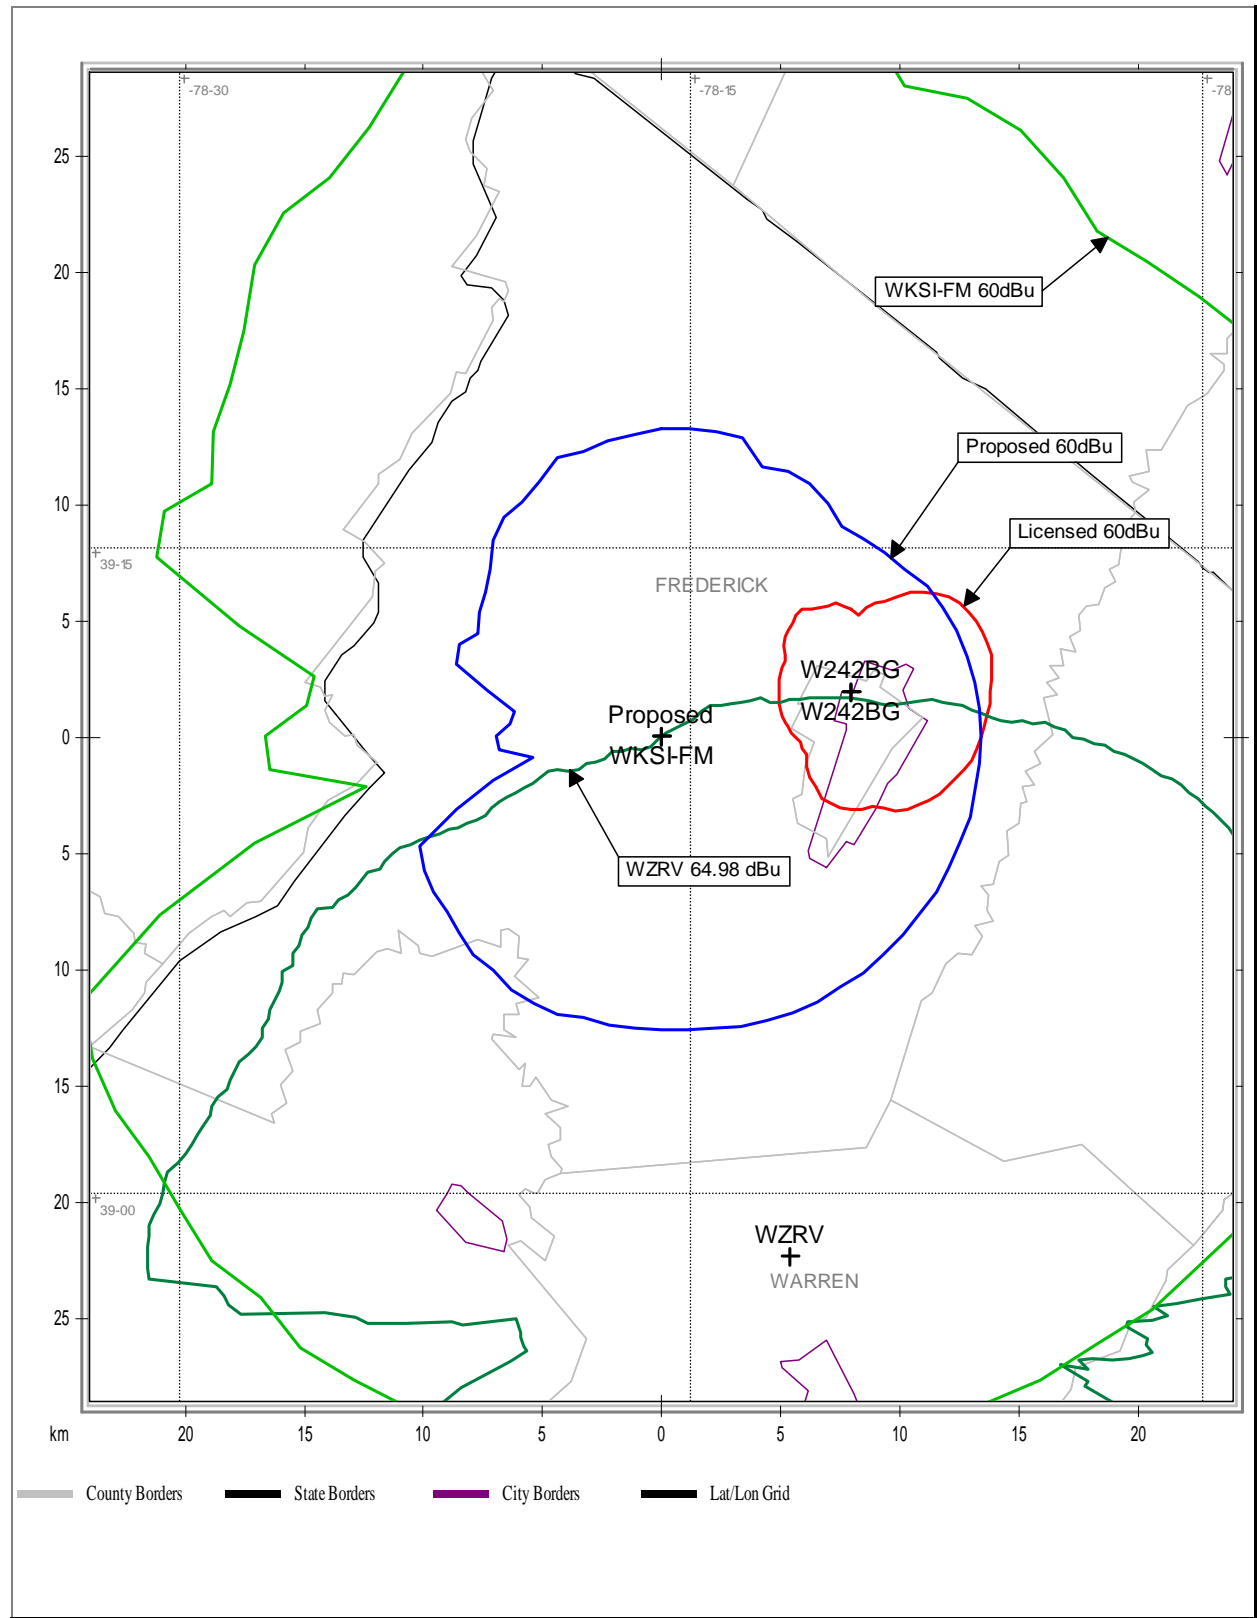 -78-30
-78-15
-78
25
20
WKSI-FM 60dBu
15
Proposed 60dBu
10
Licensed 60dBu
39-15
FREDERICK
5
W242BG
W242BG
Proposed
0
WKSI-FM
5
WZRV 64.98 dBu
10
15
20
39-00
WZRV
WARREN
25
km
20
15
10
5
0
5
10
15
20
County Borders
State Borders
City Borders
Lat/Lon Grid